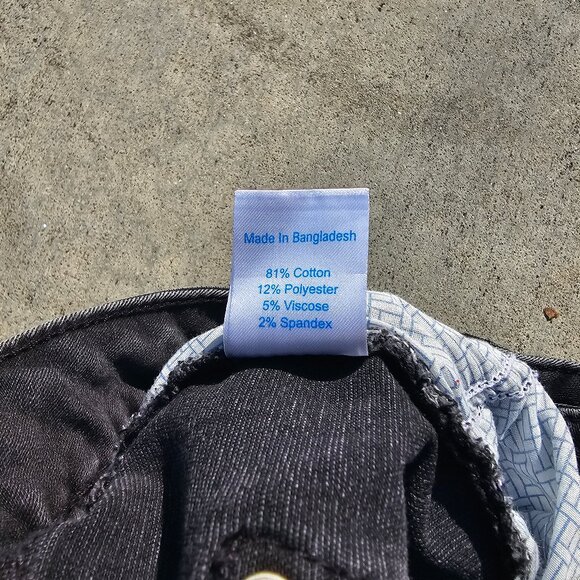 Made In Bangladesh
81% Cotton
12% Polyester
5% Viscose
2% Spandex